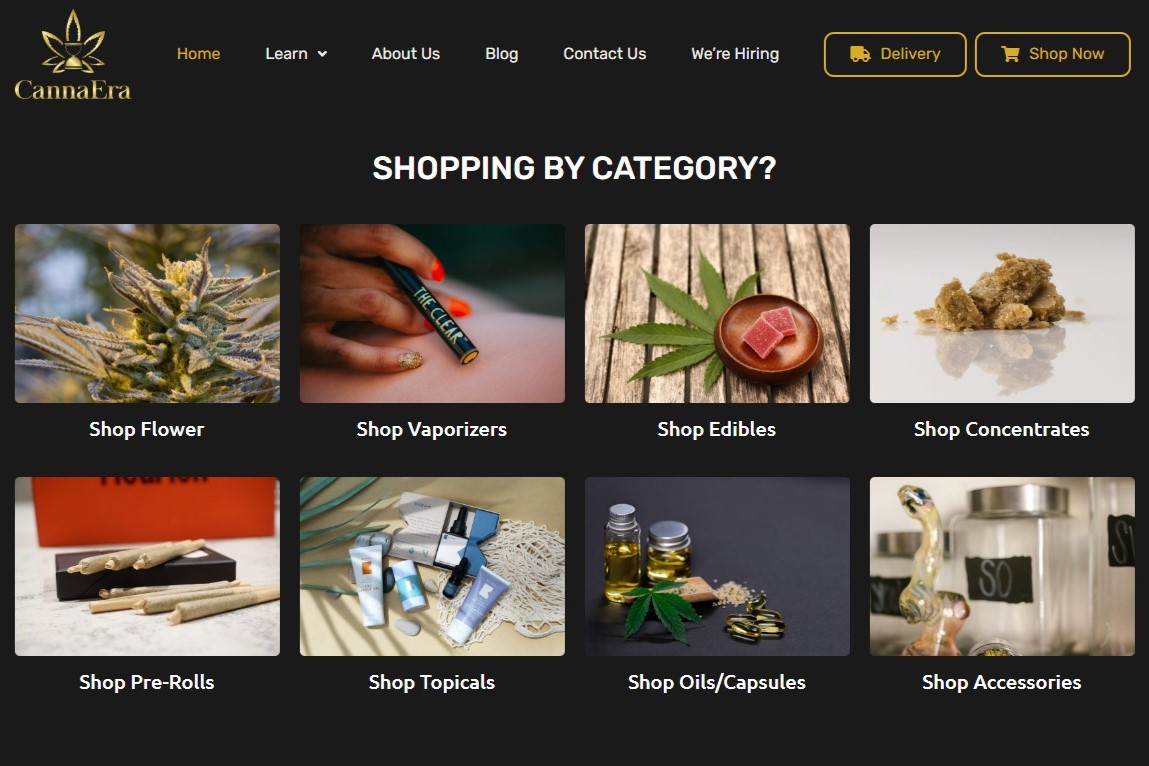 CannaEra
Home
Learn
About Us
Blog
Contact Us
We're Hiring
Delivery
Shop Now
SHOPPING BY CATEGORY?
THE CLEAR
Shop Flower
Shop Vaporizers
Shop Edibles
Shop Concentrates
SO
Shop Pre-Rolls
Shop Topicals
Shop Oils/Capsules
Shop Accessories